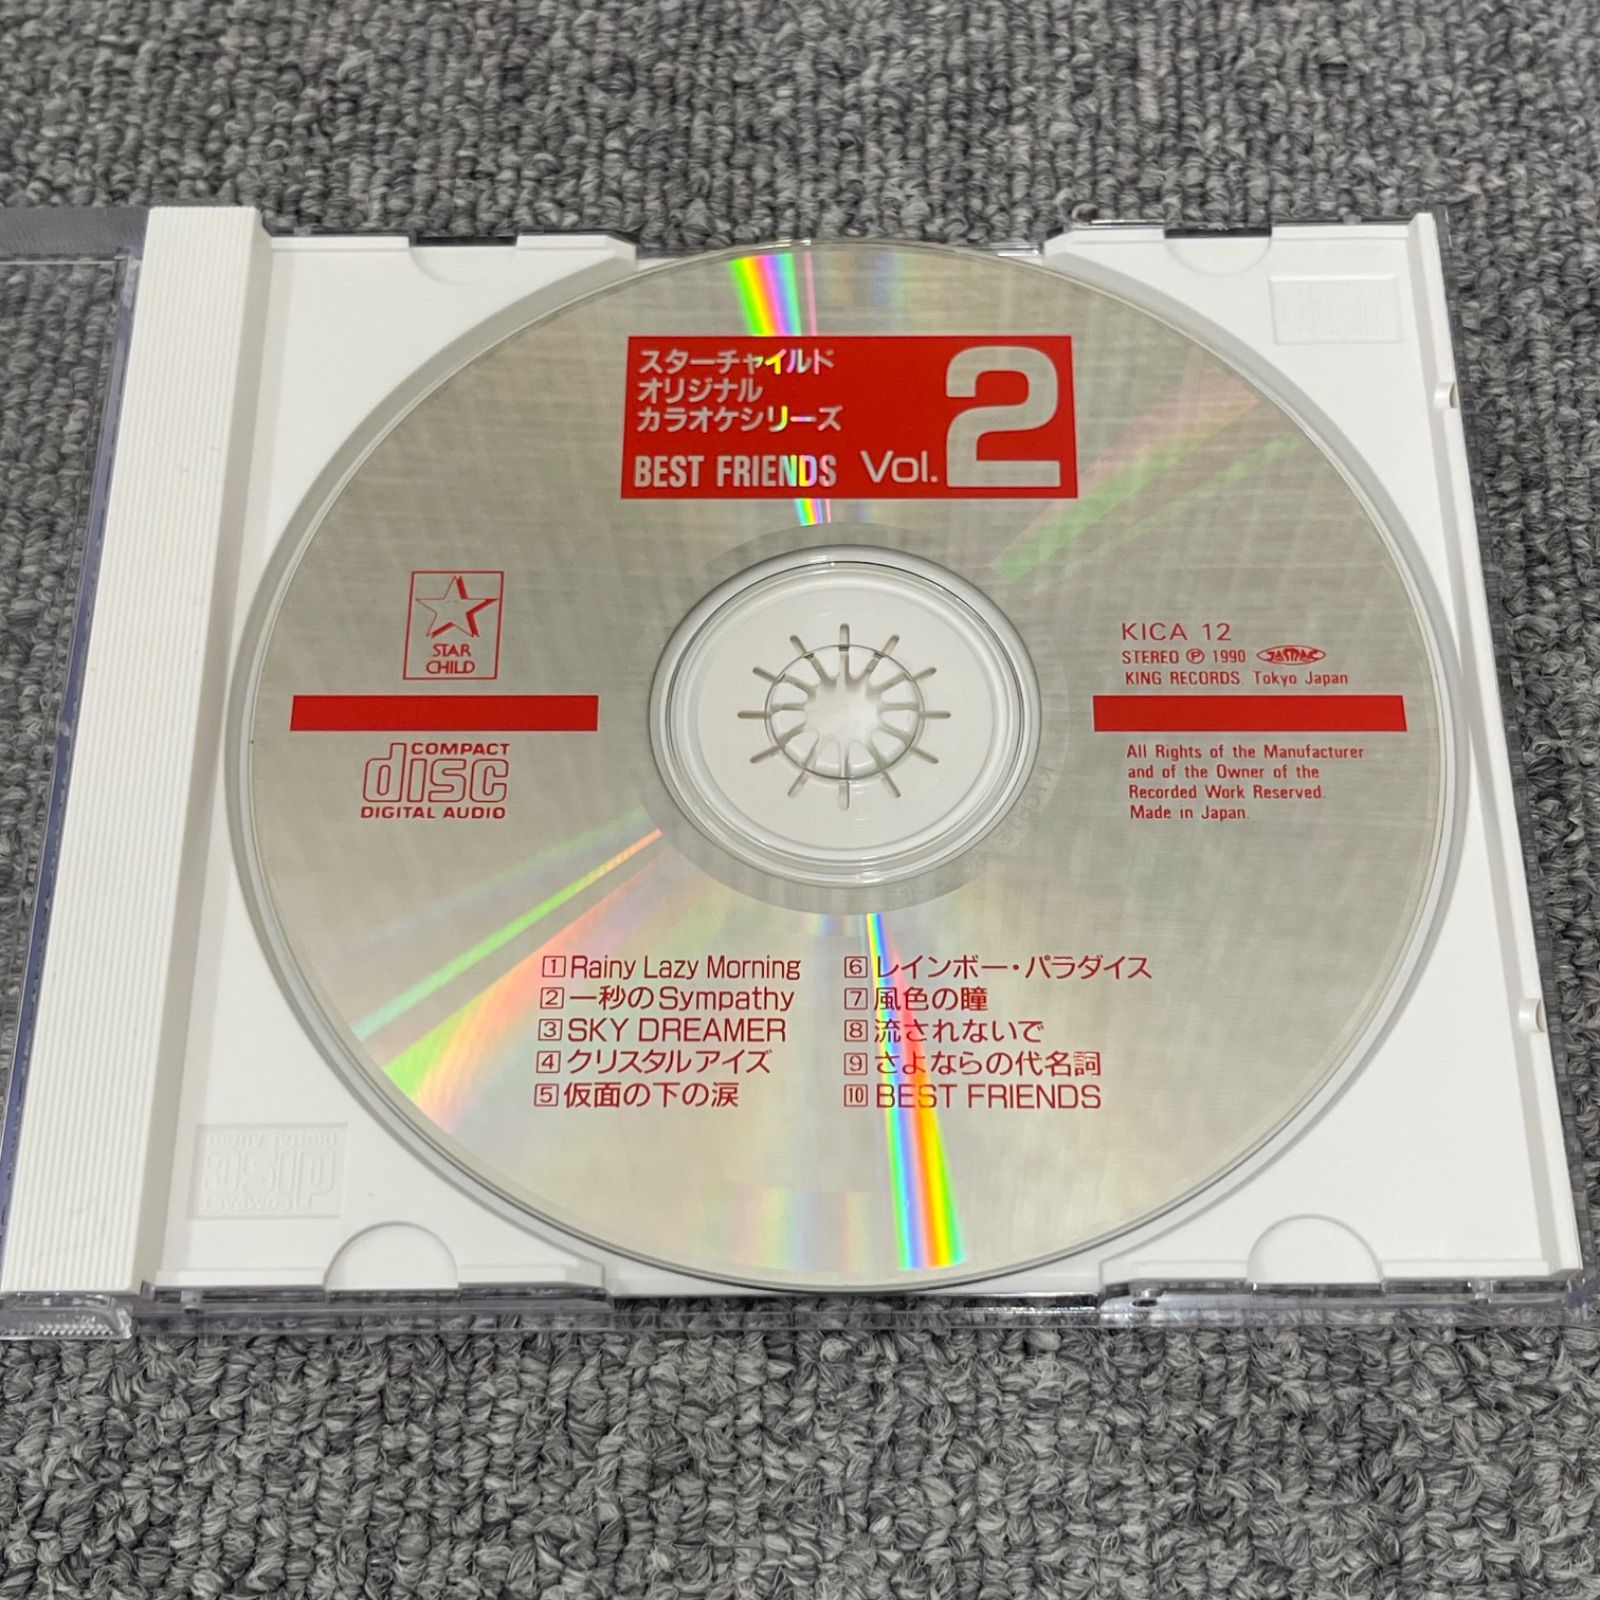 スターチャイルド
オリジナル
カラオケシリーズ
BEST FRIENDS Vol. 2
STAR
CHILD
KICA 12
STEREO Ⓟ 1990 JASRAC
KING RECORDS. Tokyo Japan
COMPACT
disc
DIGITAL AUDIO
All Rights of the Manufacturer
and of the Owner of the
Recorded Work Reserved.
Made in Japan.
1 Rainy Lazy Morning
2 一秒のSympathy
3 SKY DREAMER
4 クリスタルアイズ
5 仮面の下の涙
6 レインボー・パラダイス
7 風色の瞳
8 流されないで
9 さよならの代名詞
10 BEST FRIENDS
COMPACT
disc
DIGITAL AUDIO